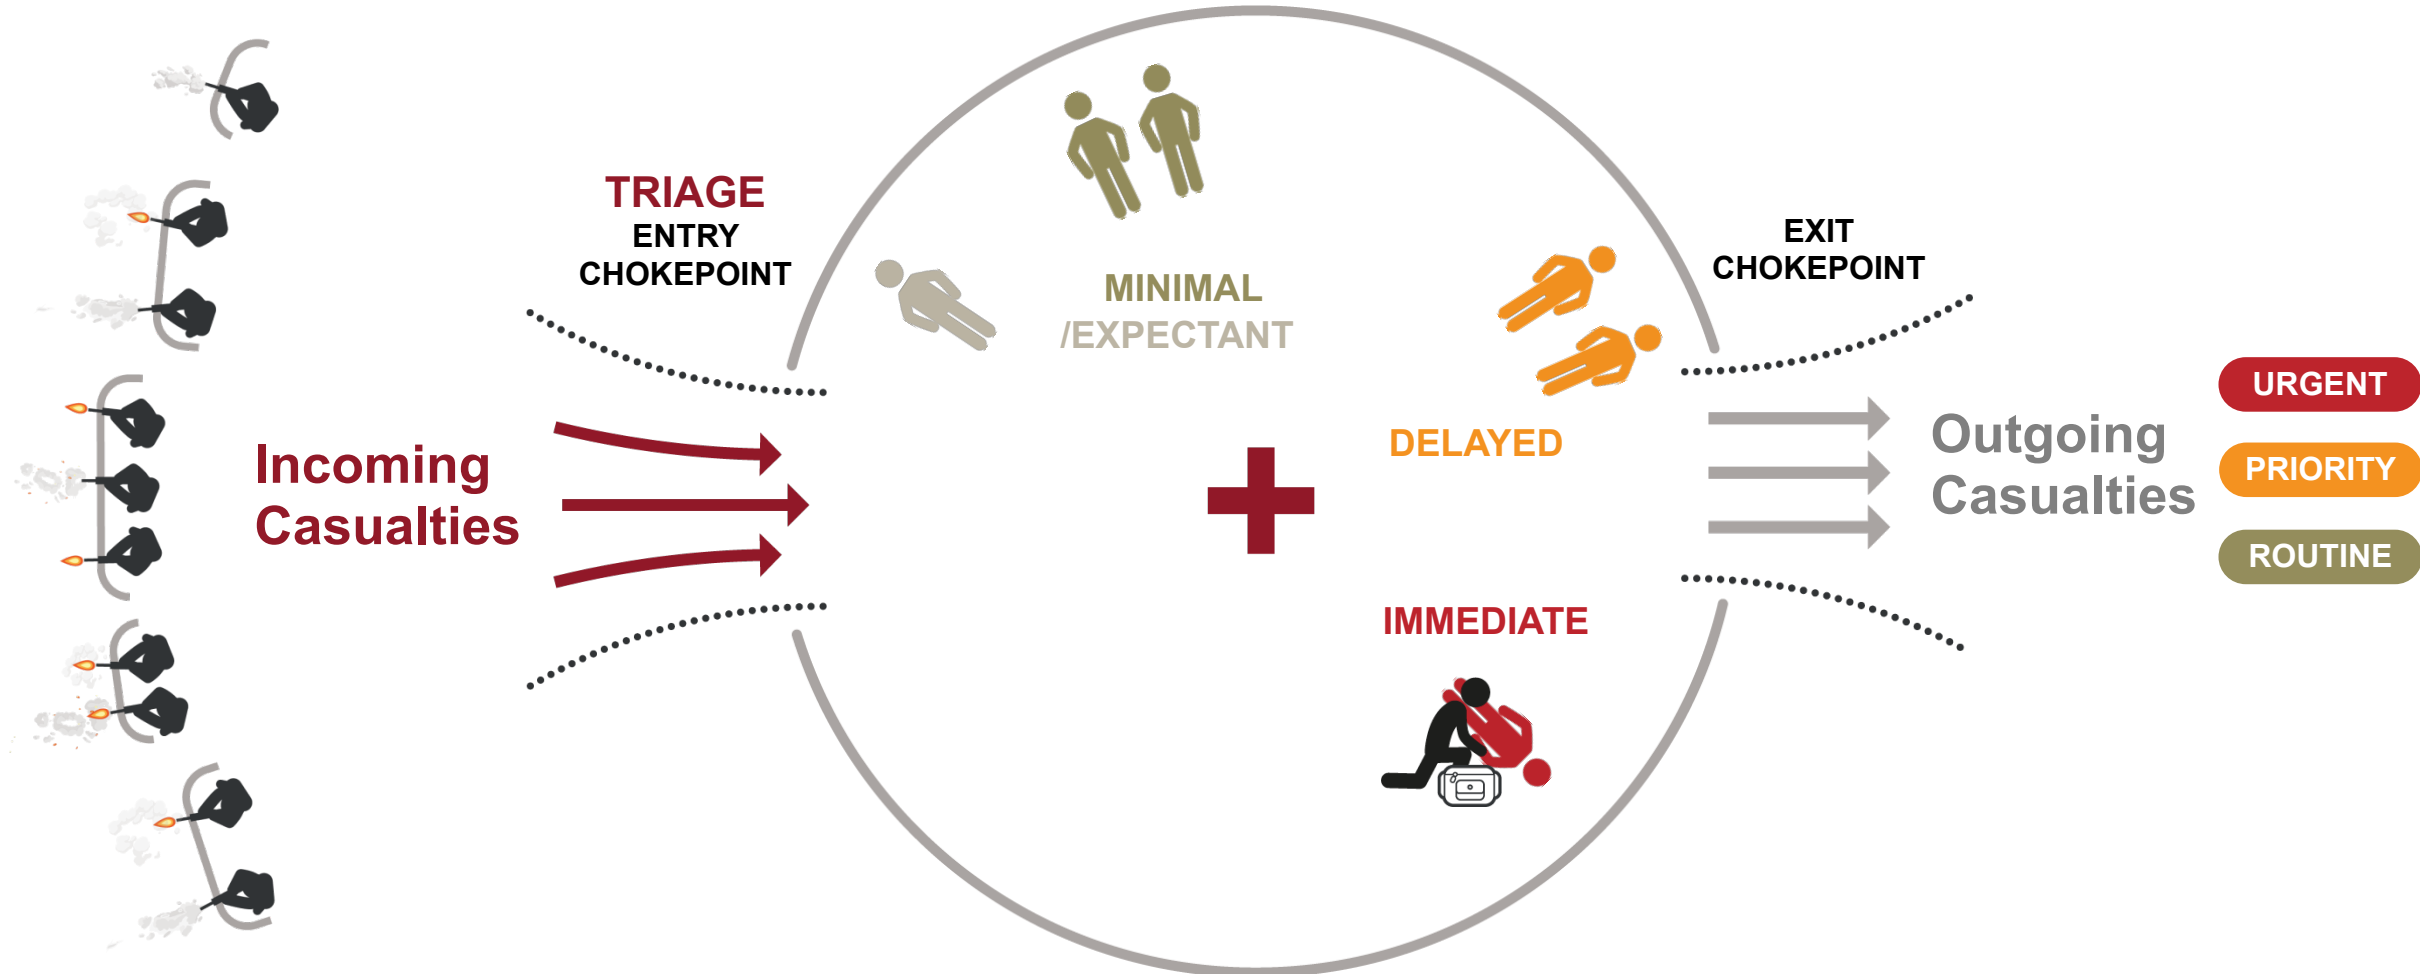 TRIAGE
ENTRY
CHOKEPOINT
Incoming
Casualties
MINIMAL
/EXPECTANT
DELAYED
IMMEDIATE
EXIT
CHOKEPOINT
Outgoing
Casualties
URGENT
PRIORITY
ROUTINE